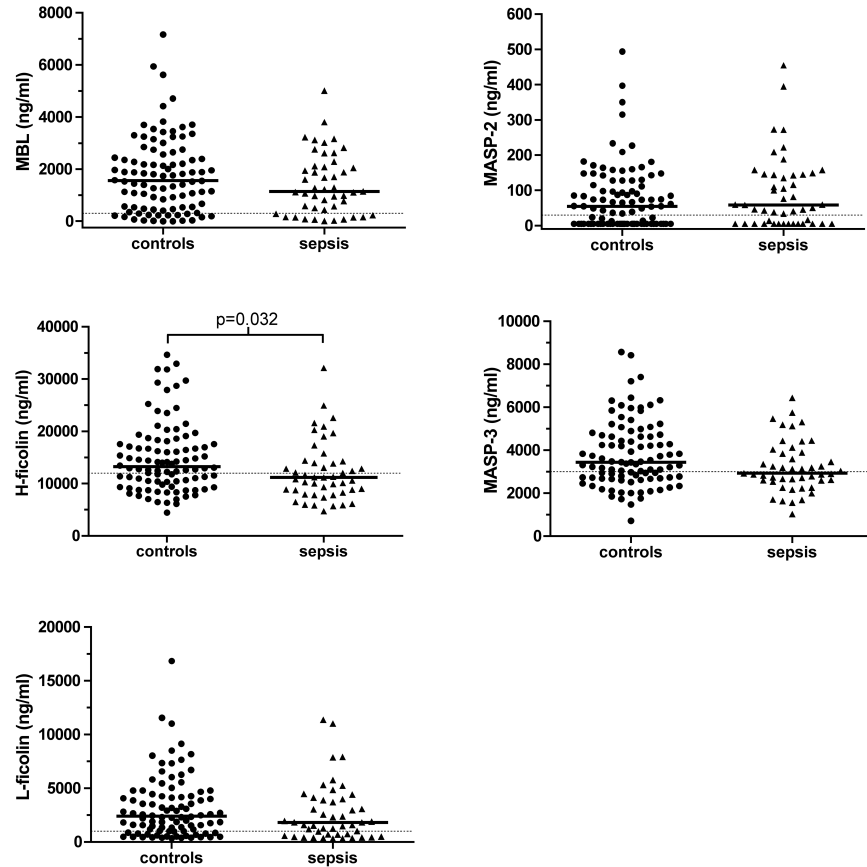 MBL (ng/ml)
8000
6000
4000
2000
0
controls
sepsis
MASP-2 (ng/ml)
600
500
400
300
200
100
0
controls
sepsis
p=0.032
H-ficolin (ng/ml)
40000
30000
20000
10000
0
controls
sepsis
MASP-3 (ng/ml)
10000
8000
6000
4000
2000
0
controls
sepsis
L-ficolin (ng/ml)
20000
15000
10000
5000
0
controls
sepsis